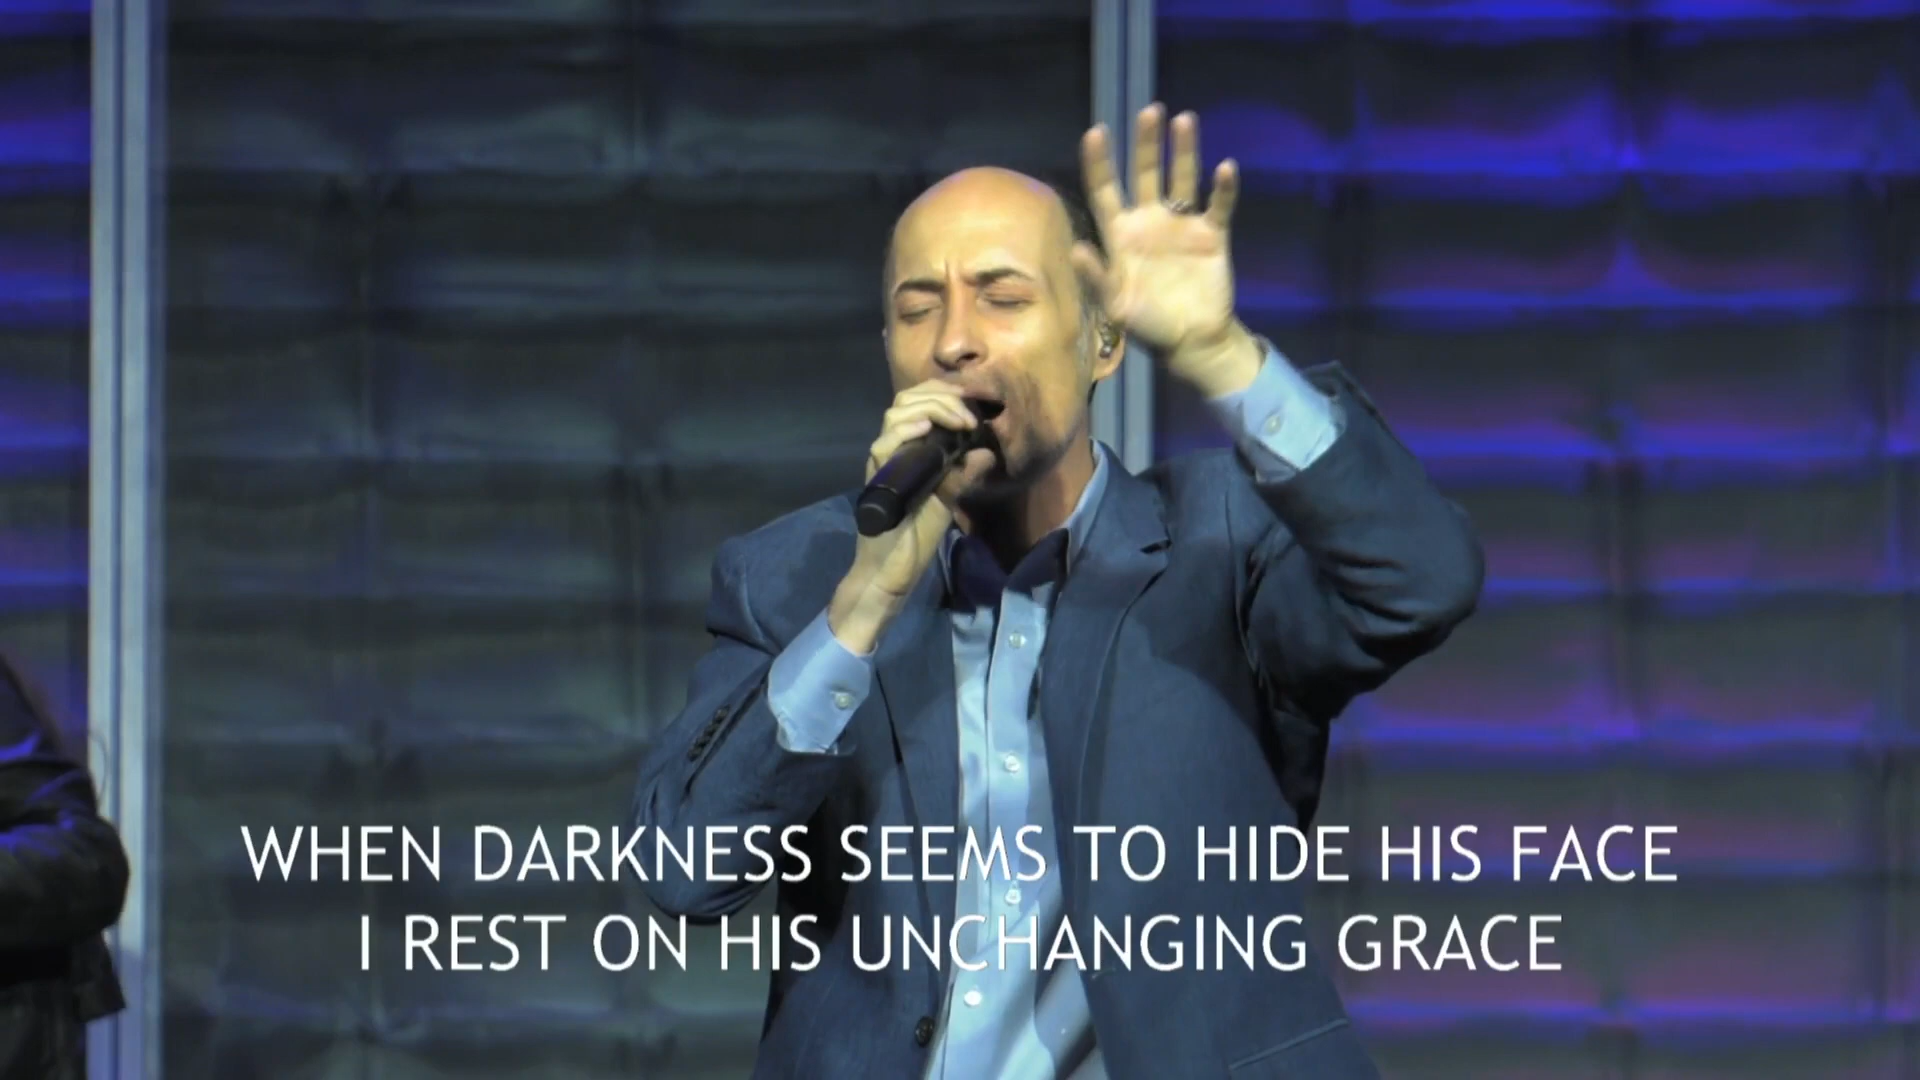 WHEN DARKNESS SEEMS TO HIDE HIS FACE
I REST ON HIS UNCHANGING GRACE